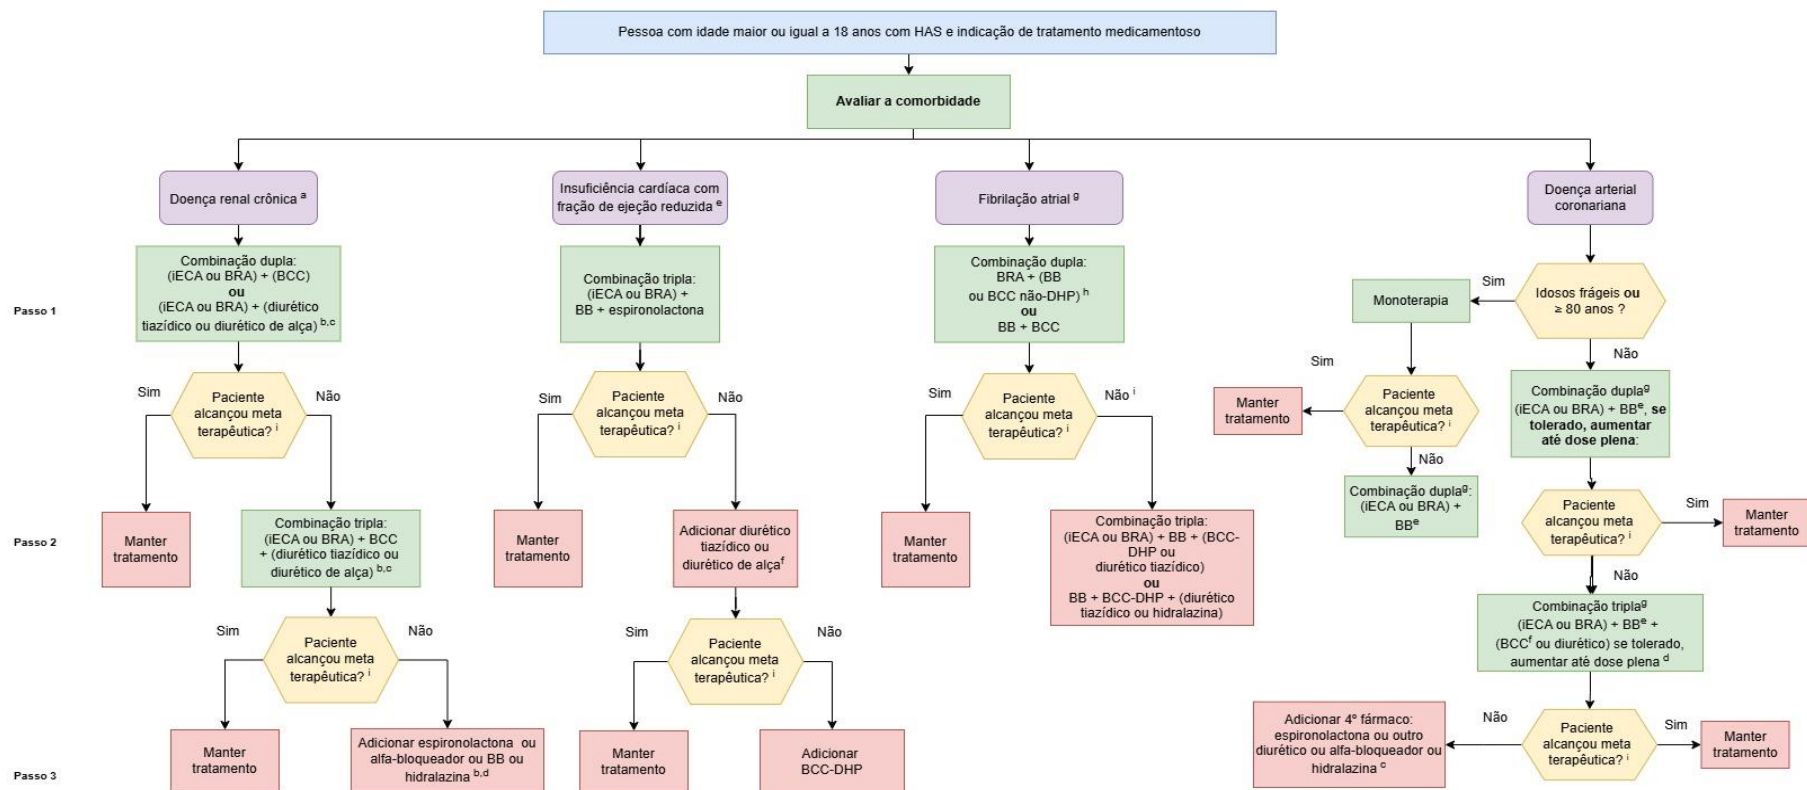 Pessoa com idade maior ou igual a 18 anos com HAS e indicação de tratamento medicamentoso
Avaliar a comorbidade
Doença renal crônica a
Insuficiência cardíaca com
fração de ejeção reduzida e
Fibrilação atrial g
Doença arterial
coronariana
Passo 1
Combinação dupla:
(iECA ou BRA) + (BCC)
ou
(iECA ou BRA) + (diurético
tiazídico ou diurético de alça) b,c
Combinação tripla:
(iECA ou BRA) +
BB + espironolactona
Combinação dupla:
BRA + (BB
ou BCC não-DHP) h
ou
BB + BCC
Monoterapia
Sim
Idosos frágeis ou
≥ 80 anos ?
Não
Sim
Paciente
alcançou meta
terapêutica? i
Não
Sim
Paciente
alcançou meta
terapêutica? i
Não
Sim
Paciente
alcançou meta
terapêutica? i
Não i
Sim
Manter
tratamento
Paciente
alcançou meta
terapêutica? i
Não
Combinação dupla g
(iECA ou BRA) + BB e, se
tolerado, aumentar
até dose plena:
Passo 2
Manter
tratamento
Combinação tripla:
(iECA ou BRA) + BCC
+ (diurético tiazídico ou
diurético de alça) b,c
Manter
tratamento
Adicionar diurético
tiazídico ou
diurético de alça f
Manter
tratamento
Combinação tripla:
(iECA ou BRA) + BB + (BCC-
DHP ou
diurético tiazídico)
ou
BB + BCC-DHP + (diurético
tiazídico ou hidralazina)
Combinação dupla g:
(iECA ou BRA) +
BB e
Paciente
alcançou meta
terapêutica? i
Sim
Manter
tratamento
Não
Sim
Paciente
alcançou meta
terapêutica? i
Não
Sim
Paciente
alcançou meta
terapêutica? i
Não
Combinação tripla g
(iECA ou BRA) + BB e +
(BCC f ou diurético) se tolerado,
aumentar até dose plena d
Passo 3
Manter
tratamento
Adicionar espironolactona ou
alfa-bloqueador ou BB ou
hidralazina b,d
Manter
tratamento
Adicionar
BCC-DHP
Adicionar 4º fármaco:
espironolactona ou outro
diurético ou alfa-bloqueador ou
hidralazina c
Não
Paciente
alcançou meta
terapêutica? i
Sim
Manter
tratamento